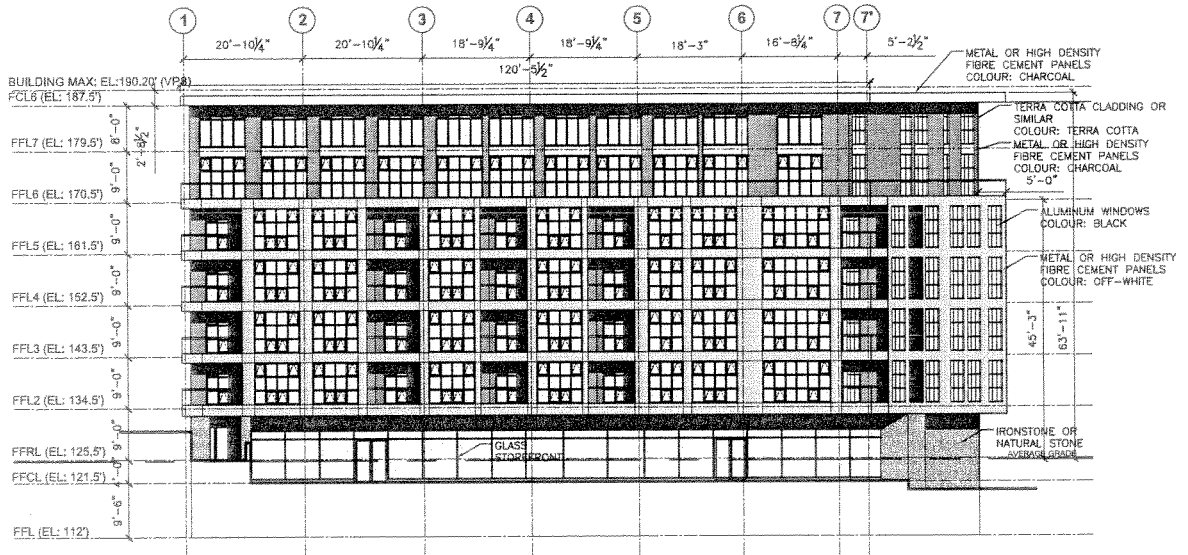 1 2 3 4 5 6 7 7'
20'-10¼" 20'-10¼" 18'-9¼" 18'-9¼" 18'-3" 16'-8¼" 5'-2½"
120'-5½"
METAL OR HIGH DENSITY
FIBRE CEMENT PANELS
COLOUR: CHARCOAL
BUILDING MAX: EL:190.20' (VP8)
FCL6 (EL: 187.5')
8'-0"
2'-8½"
TERRA COTTA CLADDING OR
SIMILAR
COLOUR: TERRA COTTA
FFL7 (EL: 179.5')
METAL OR HIGH DENSITY
FIBRE CEMENT PANELS
COLOUR: CHARCOAL
9'-0"
5'-0"
FFL6 (EL: 170.5')
9'-0"
ALUMINUM WINDOWS
COLOUR: BLACK
FFL5 (EL: 161.5')
9'-0"
METAL OR HIGH DENSITY
FIBRE CEMENT PANELS
COLOUR: OFF-WHITE
FFL4 (EL: 152.5')
9'-0"
45'-3"
63'-11"
FFL3 (EL: 143.5')
9'-0"
FFL2 (EL: 134.5')
9'-0"
IRONSTONE OR
NATURAL STONE
AVERAGE GRADE
GLASS
STOREFRONT
FFRL (EL: 125.5')
4'-0"
FFCL (EL: 121.5')
9'-6"
FFL (EL: 112')